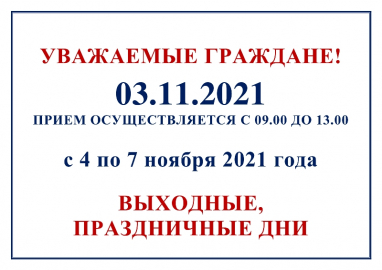 УВАЖАЕМЫЕ ГРАЖДАНЕ!
03.11.2021
ПРИЕМ ОСУЩЕСТВЛЯЕТСЯ С 09.00 ДО 13.00
с 4 по 7 ноября 2021 года
ВЫХОДНЫЕ,
ПРАЗДНИЧНЫЕ ДНИ